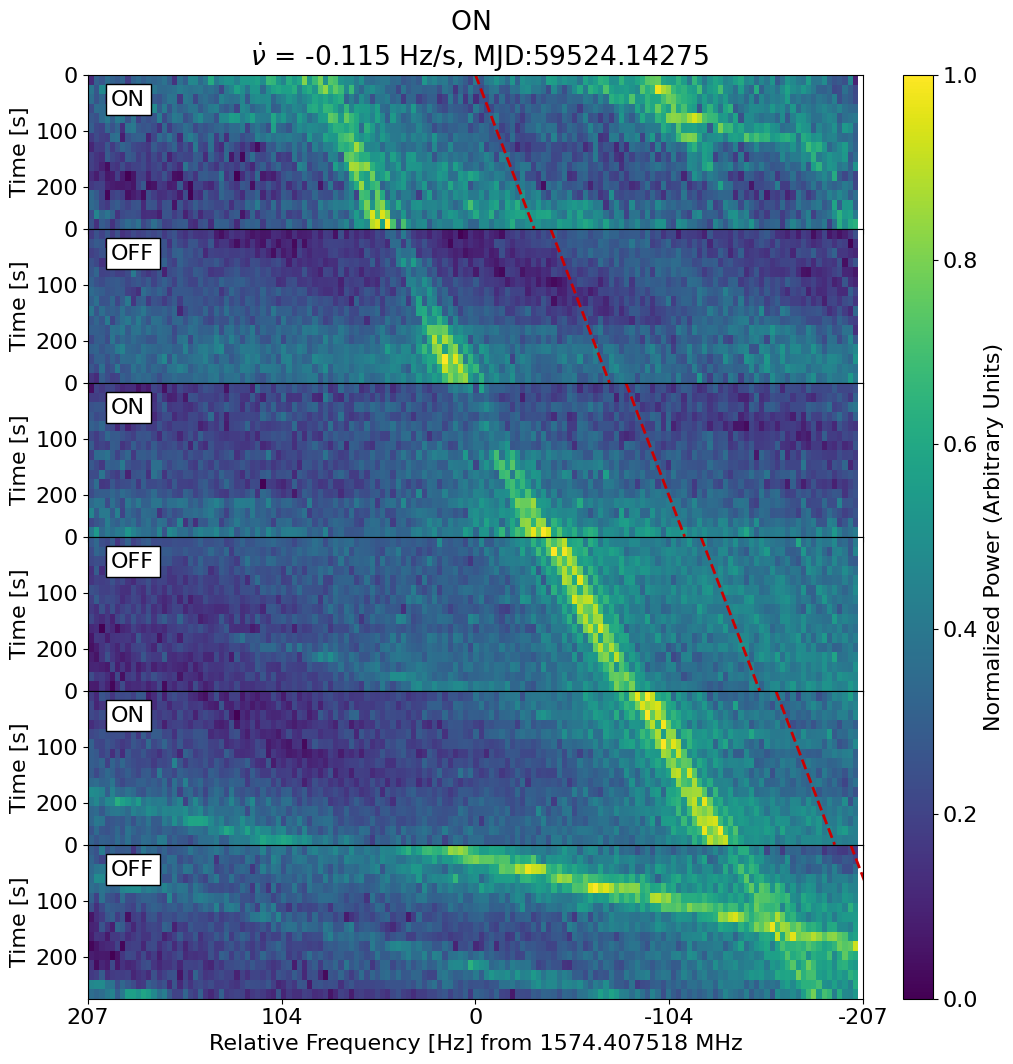 ON
ν̇ = -0.115 Hz/s, MJD:59524.14275
0
100
200
Time [s]
ON
0
100
200
Time [s]
OFF
0
100
200
Time [s]
ON
0
100
200
Time [s]
OFF
0
100
200
Time [s]
ON
0
100
200
Time [s]
OFF
207 104 0 -104 -207
Relative Frequency [Hz] from 1574.407518 MHz
1.0
0.8
0.6
0.4
0.2
0.0
Normalized Power (Arbitrary Units)